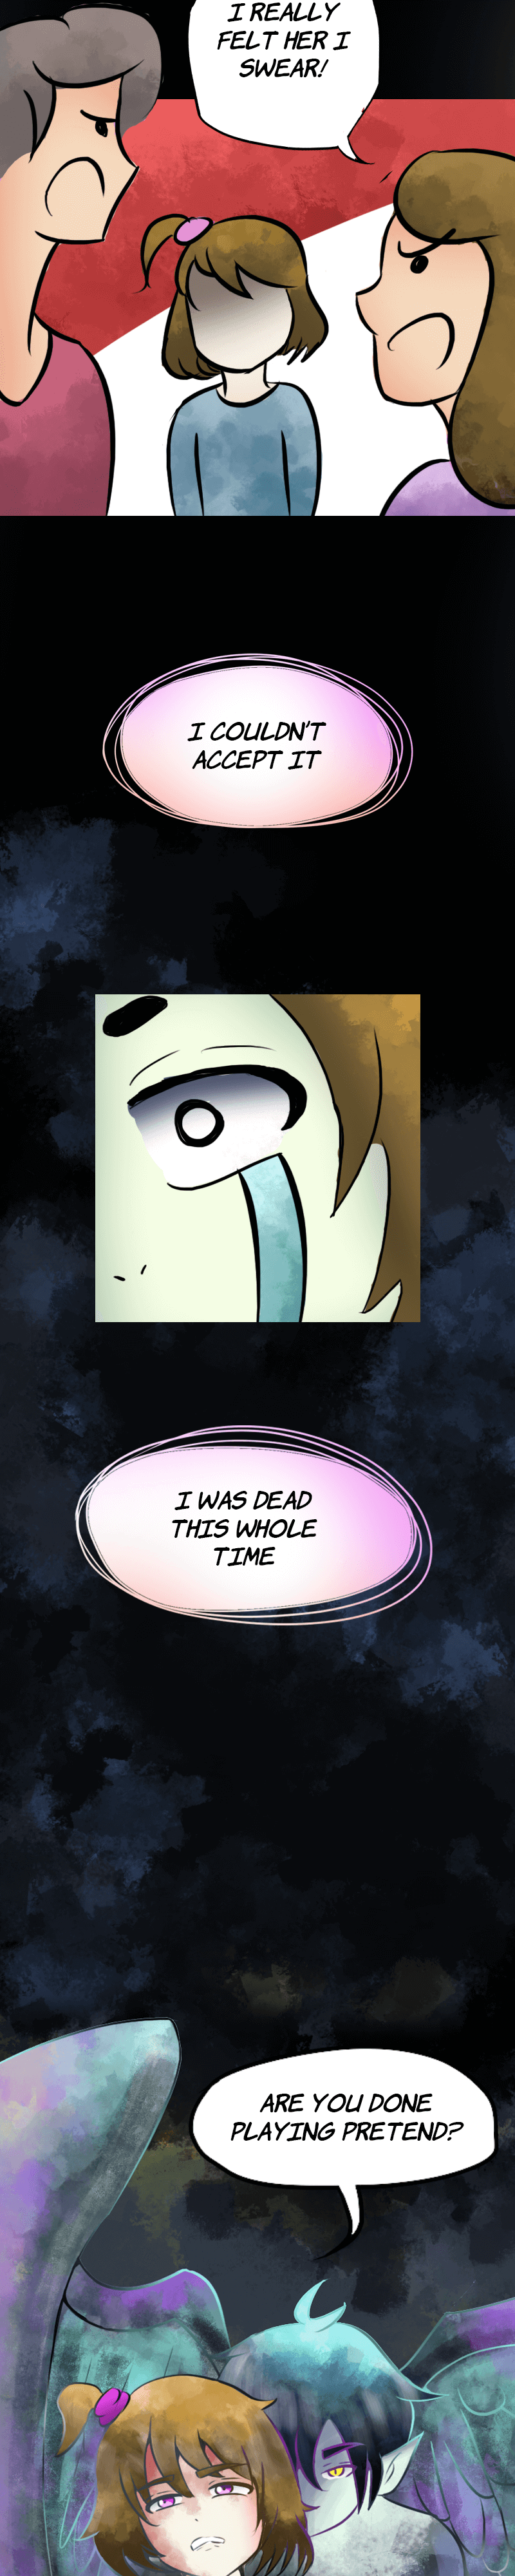 I REALLY
FELT HER I
SWEAR!
I COULDN'T
ACCEPT IT
I WAS DEAD
THIS WHOLE
TIME
ARE YOU DONE
PLAYING PRETEND?